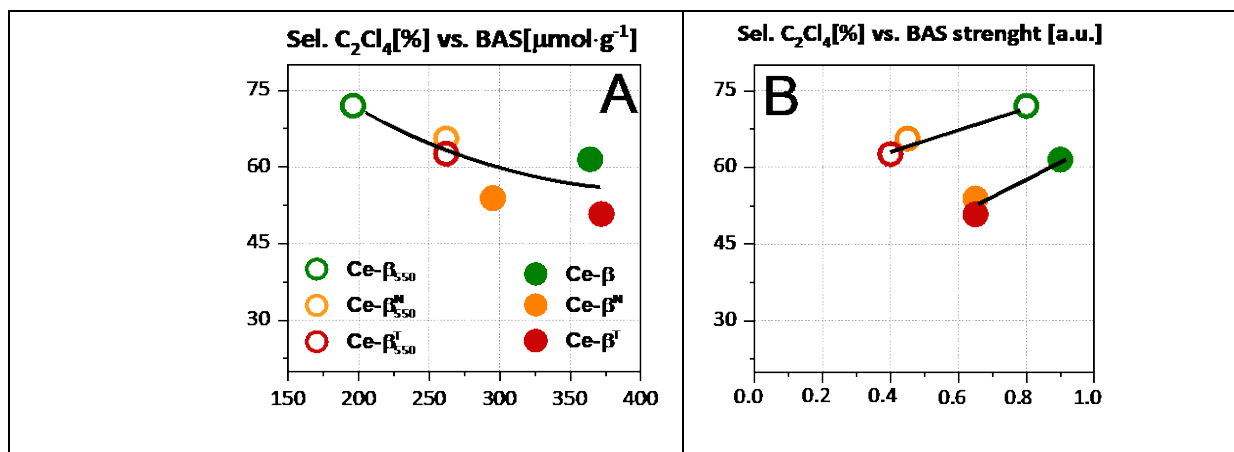 Sel. C₂Cl₄[%] vs. BAS[μmol·g⁻¹]
A
75
60
45
30
Ce-β₅₅₀
Ce-βᴺ₅₅₀
Ce-βᵀ₅₅₀
Ce-β
Ce-βᴺ
Ce-βᵀ
150 200 250 300 350 400
Sel. C₂Cl₄[%] vs. BAS strenght [a.u.]
B
75
60
45
30
0.0 0.2 0.4 0.6 0.8 1.0